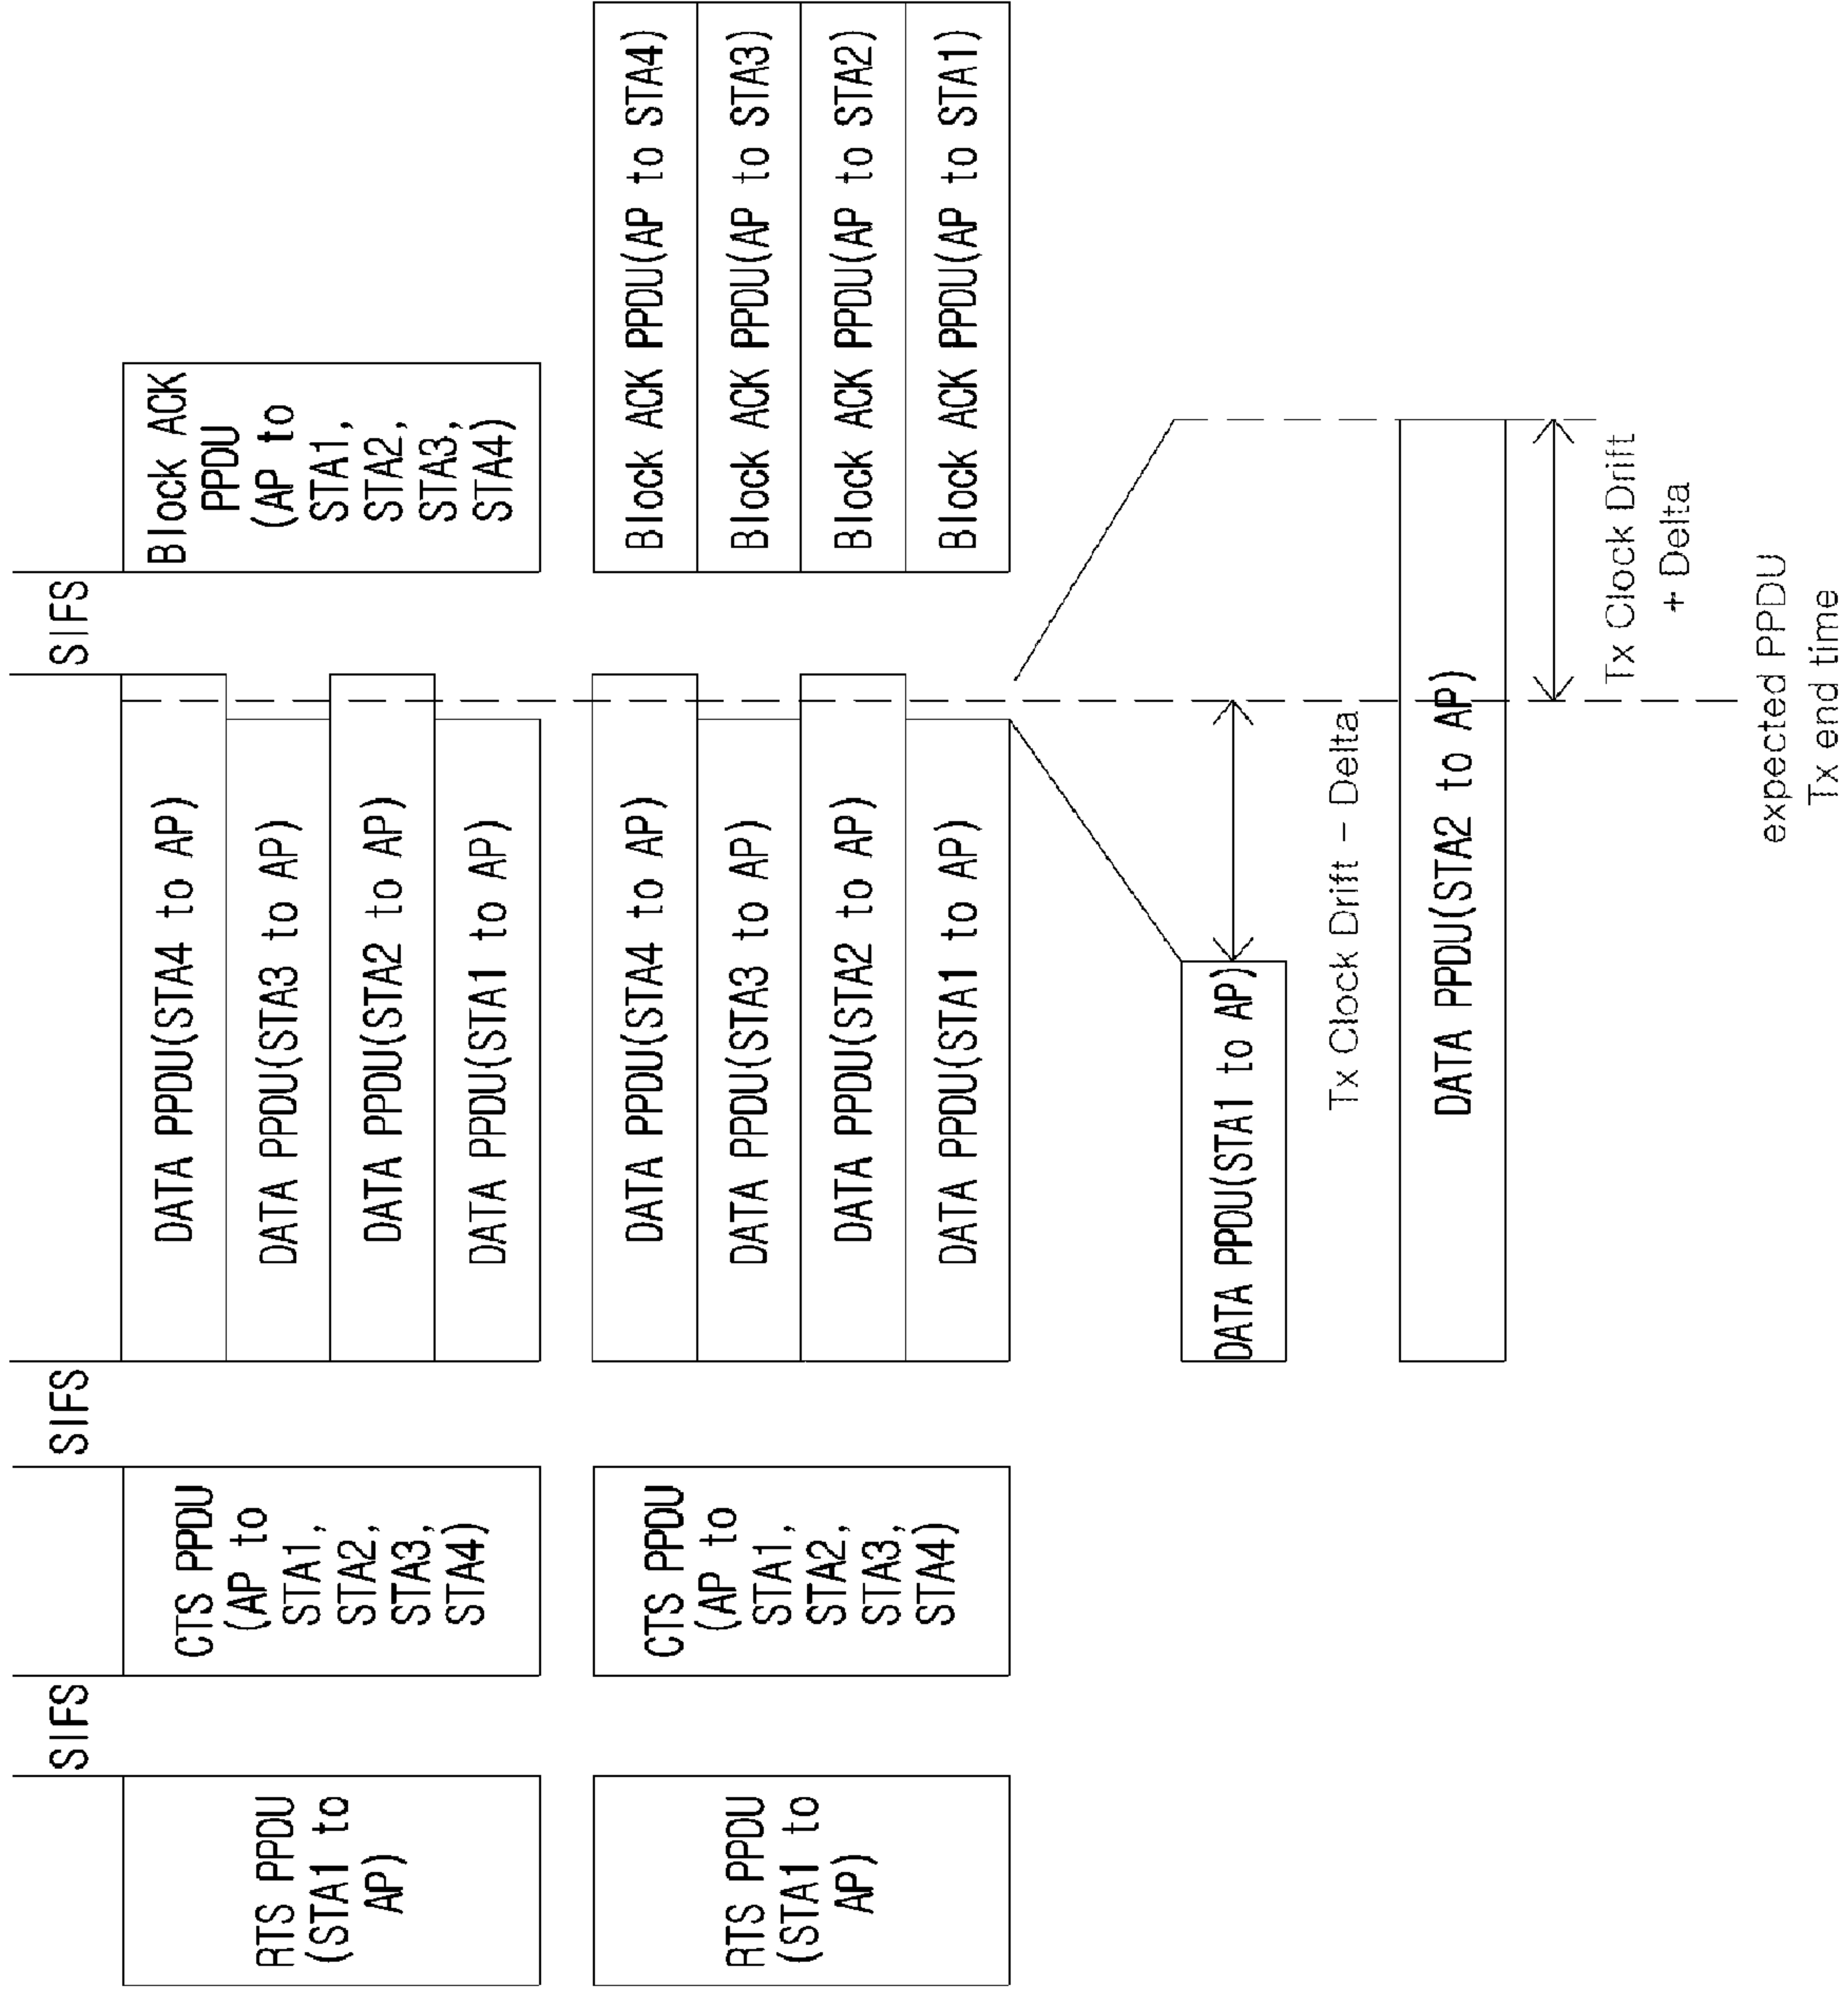 SIFS
SIFS
SIFS
RTS PPDU
(STA1 to
AP)
CTS PPDU
(AP to
STA1,
STA2,
STA3,
STA4)
DATA PPDU(STA4 to AP)
DATA PPDU(STA3 to AP)
DATA PPDU(STA2 to AP)
DATA PPDU(STA1 to AP)
Block ACK
PPDU
(AP to
STA1,
STA2,
STA3,
STA4)
RTS PPDU
(STA1 to
AP)
CTS PPDU
(AP to
STA1,
STA2,
STA3,
STA4)
DATA PPDU(STA4 to AP)
DATA PPDU(STA3 to AP)
DATA PPDU(STA2 to AP)
DATA PPDU(STA1 to AP)
Block ACK PPDU(AP to STA4)
Block ACK PPDU(AP to STA3)
Block ACK PPDU(AP to STA2)
Block ACK PPDU(AP to STA1)
DATA PPDU(STA1 to AP)
Tx Clock Drift - Delta
DATA PPDU(STA2 to AP)
Tx Clock Drift
+ Delta
expected PPDU
Tx end time